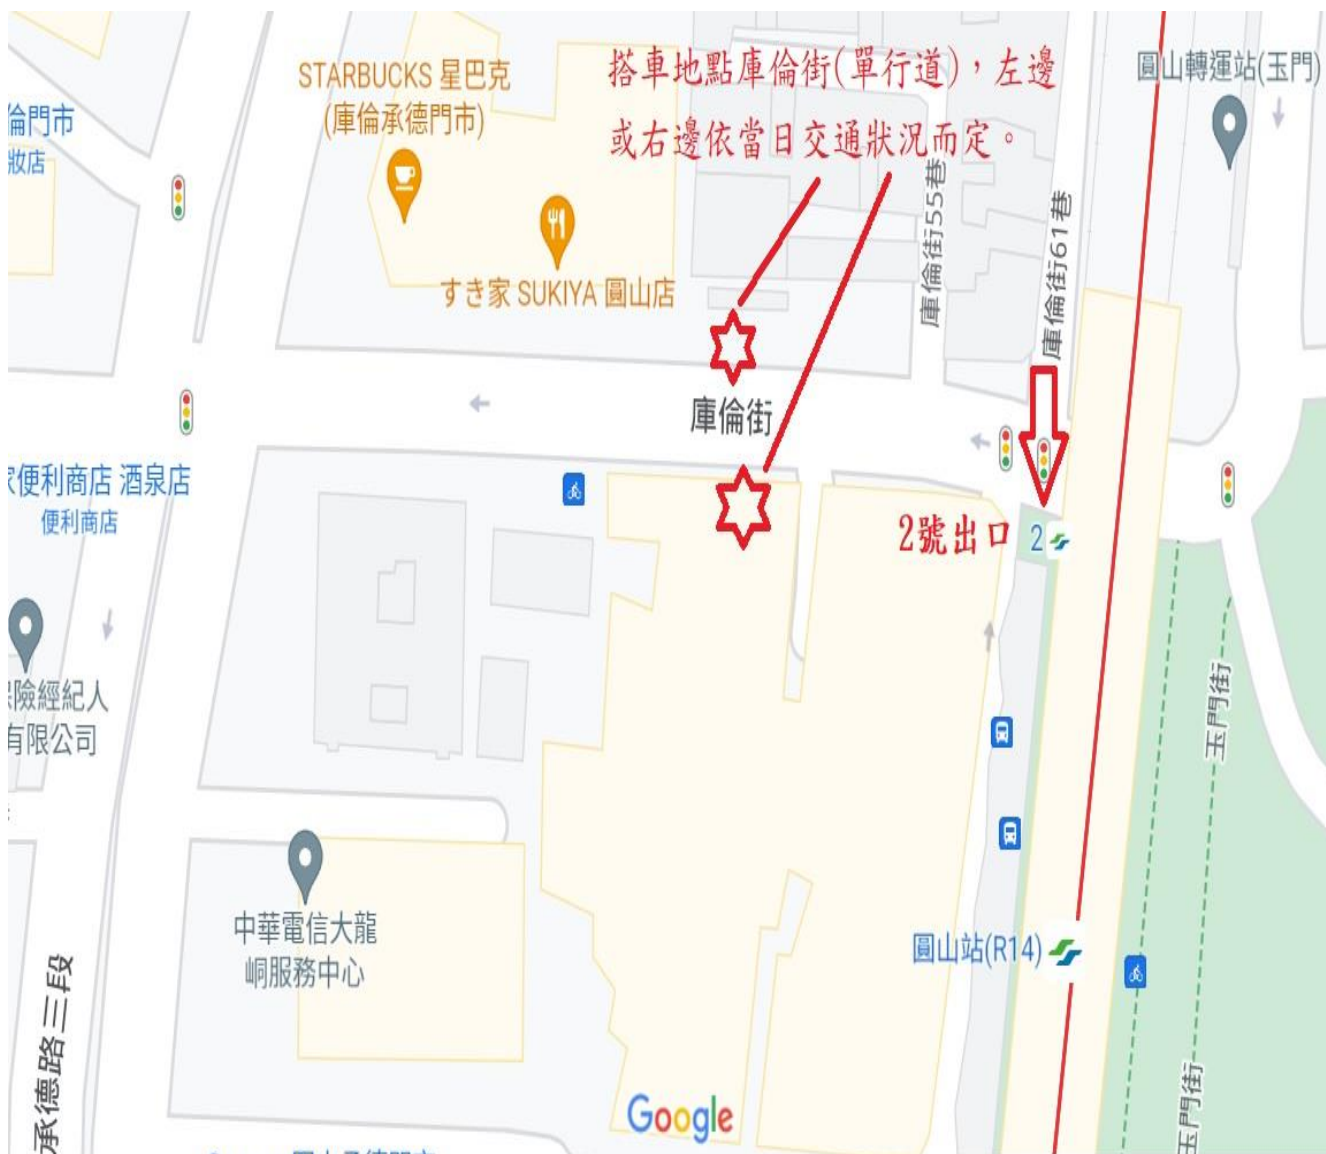 搭車地點庫倫街(單行道)，左邊
或右邊依當日交通狀況而定。
STARBUCKS 星巴克
(庫倫承德門市)
圓山轉運站(玉門)
倫門市
妝店
すき家 SUKIYA 圓山店
庫倫街55巷
庫倫街61巷
庫倫街
家便利商店 酒泉店
便利商店
2號出口
2
險經紀人
有限公司
玉門街
中華電信大龍
峒服務中心
圓山站(R14)
承德路三段
玉門街
Google